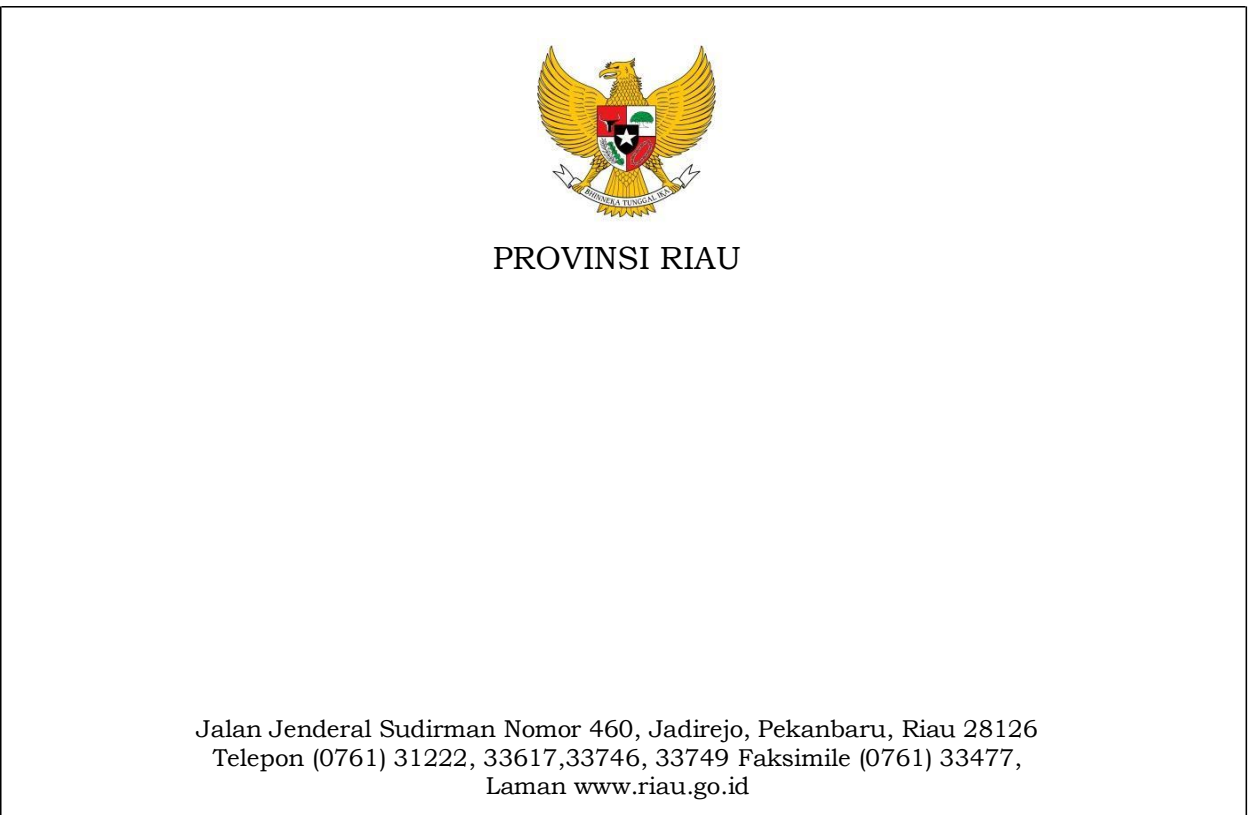 BHINNEKA TUNGGAL IKA
PROVINSI RIAU
Jalan Jenderal Sudirman Nomor 460, Jadirejo, Pekanbaru, Riau 28126
Telepon (0761) 31222, 33617,33746, 33749 Faksimile (0761) 33477,
Laman www.riau.go.id